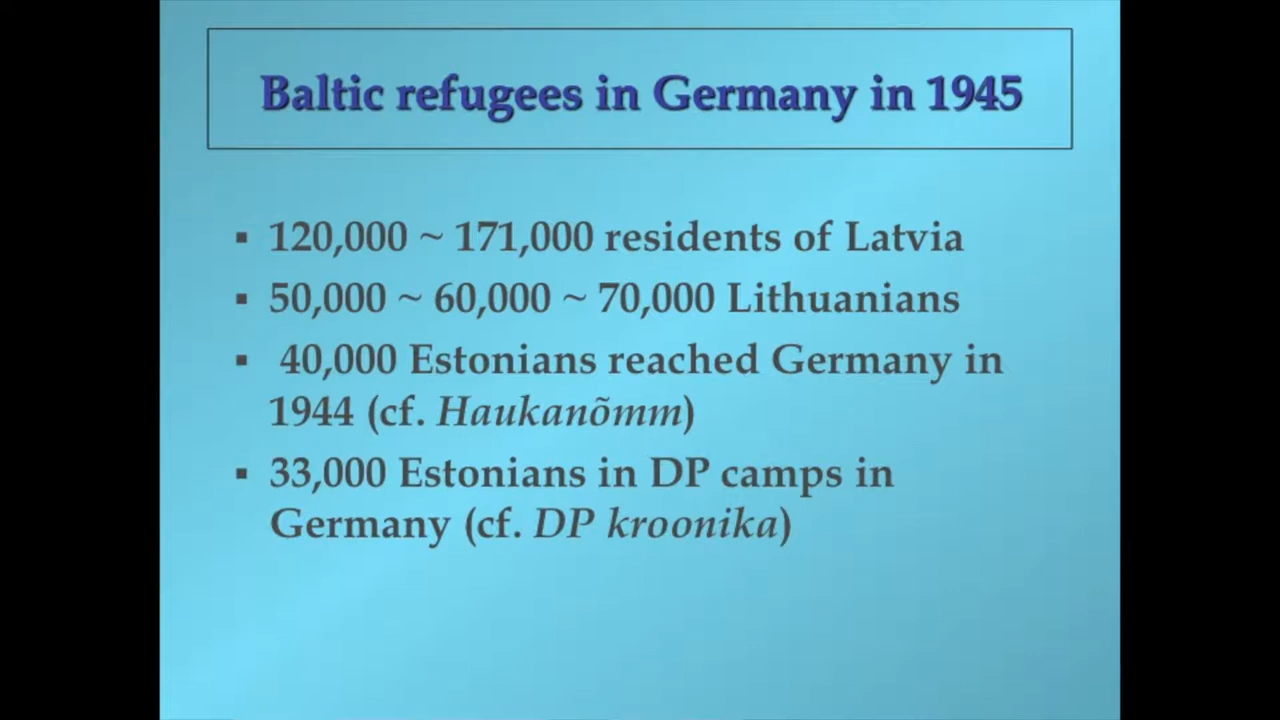 Baltic refugees in Germany in 1945
▪ 120,000 ~ 171,000 residents of Latvia
▪ 50,000 ~ 60,000 ~ 70,000 Lithuanians
▪ 40,000 Estonians reached Germany in
1944 (cf. Haukanõmm)
▪ 33,000 Estonians in DP camps in
Germany (cf. DP kroonika)